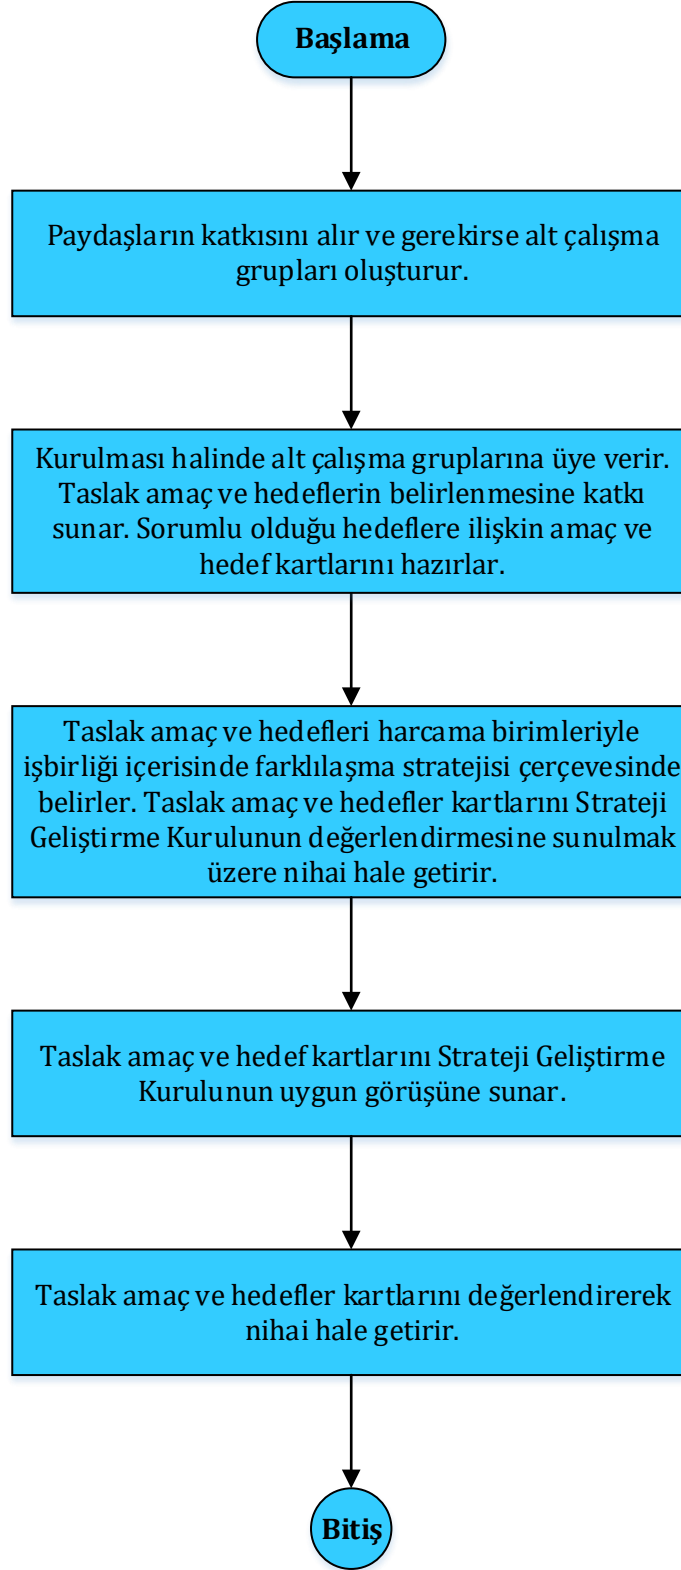 Başlama
Paydaşların katkısını alır ve gerekirse alt çalışma
grupları oluşturur.
Kurulması halinde alt çalışma gruplarına üye verir.
Taslak amaç ve hedeflerin belirlenmesine katkı
sunar. Sorumlu olduğu hedeflere ilişkin amaç ve
hedef kartlarını hazırlar.
Taslak amaç ve hedefleri harcama birimleriyle
işbirliği içerisinde farklılaşma stratejisi çerçevesinde
belirler. Taslak amaç ve hedefler kartlarını Strateji
Geliştirme Kurulunun değerlendirmesine sunulmak
üzere nihai hale getirir.
Taslak amaç ve hedef kartlarını Strateji Geliştirme
Kurulunun uygun görüşüne sunar.
Taslak amaç ve hedefler kartlarını değerlendirerek
nihai hale getirir.
Bitiş